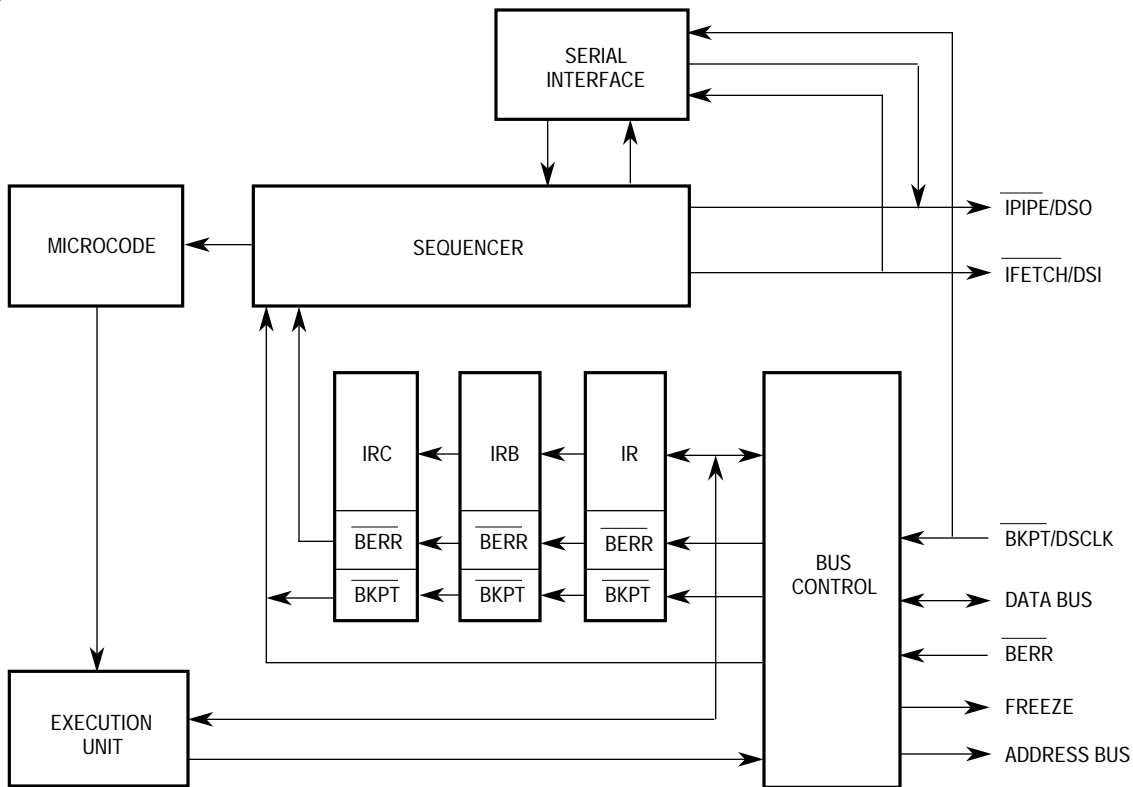 SERIAL
INTERFACE
MICROCODE
SEQUENCER
IPIPE/DSO
IFETCH/DSI
IRC
IRB
IR
BERR
BERR
BERR
BKPT
BKPT
BKPT
BUS
CONTROL
BKPT/DSCLK
DATA BUS
BERR
FREEZE
ADDRESS BUS
EXECUTION
UNIT